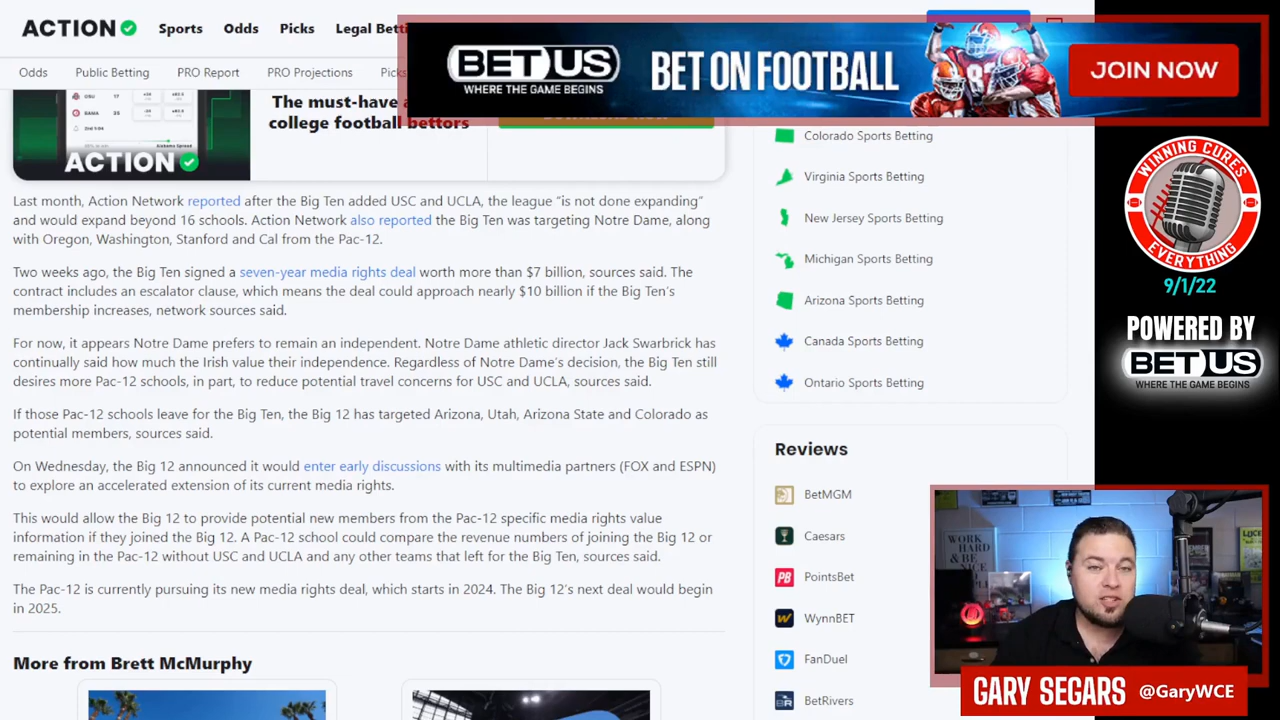 ACTION
Sports
Odds
Picks
Legal Betti
BETUS
WHERE THE GAME BEGINS
BET ON FOOTBALL
JOIN NOW
Odds
Public Betting
PRO Report
PRO Projections
Picks
The must-have a
college football bettors
ACTION
Last month, Action Network reported after the Big Ten added USC and UCLA, the league “is not done expanding”
and would expand beyond 16 schools. Action Network also reported the Big Ten was targeting Notre Dame, along
with Oregon, Washington, Stanford and Cal from the Pac-12.
Two weeks ago, the Big Ten signed a seven-year media rights deal worth more than $7 billion, sources said. The
contract includes an escalator clause, which means the deal could approach nearly $10 billion if the Big Ten’s
membership increases, network sources said.
For now, it appears Notre Dame prefers to remain an independent. Notre Dame athletic director Jack Swarbrick has
continually said how much the Irish value their independence. Regardless of Notre Dame’s decision, the Big Ten still
desires more Pac-12 schools, in part, to reduce potential travel concerns for USC and UCLA, sources said.
If those Pac-12 schools leave for the Big Ten, the Big 12 has targeted Arizona, Utah, Arizona State and Colorado as
potential members, sources said.
On Wednesday, the Big 12 announced it would enter early discussions with its multimedia partners (FOX and ESPN)
to explore an accelerated extension of its current media rights.
This would allow the Big 12 to provide potential new members from the Pac-12 specific media rights value
information if they joined the Big 12. A Pac-12 school could compare the revenue numbers of joining the Big 12 or
remaining in the Pac-12 without USC and UCLA and any other teams that left for the Big Ten, sources said.
The Pac-12 is currently pursuing its new media rights deal, which starts in 2024. The Big 12’s next deal would begin
in 2025.
More from Brett McMurphy
Colorado Sports Betting
Virginia Sports Betting
New Jersey Sports Betting
Michigan Sports Betting
Arizona Sports Betting
Canada Sports Betting
Ontario Sports Betting
Reviews
BetMGM
Caesars
PointsBet
WynnBET
FanDuel
BetRivers
WINNING CURES
EVERYTHING
9/1/22
POWERED BY
BETUS
WHERE THE GAME BEGINS
WORK
HARD
& BE
GARY SEGARS @GaryWCE